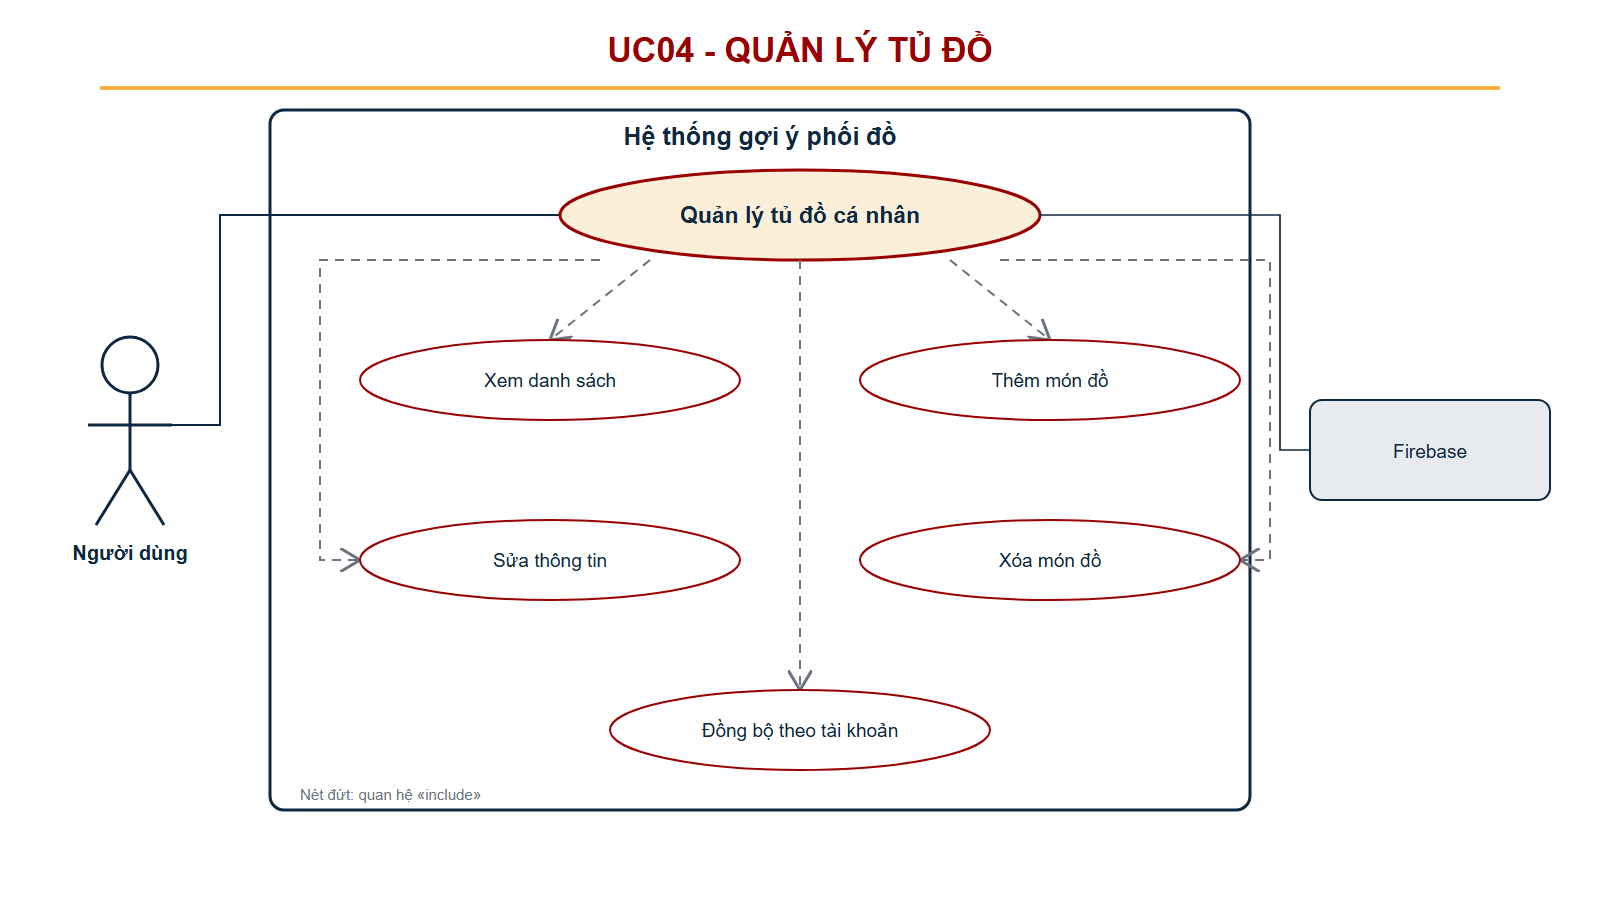 UC04 - QUẢN LÝ TỦ ĐỒ
Hệ thống gợi ý phối đồ
Quản lý tủ đồ cá nhân
Xem danh sách
Thêm món đồ
Firebase
Người dùng
Sửa thông tin
Xóa món đồ
Đồng bộ theo tài khoản
Nét đứt: quan hệ «include»